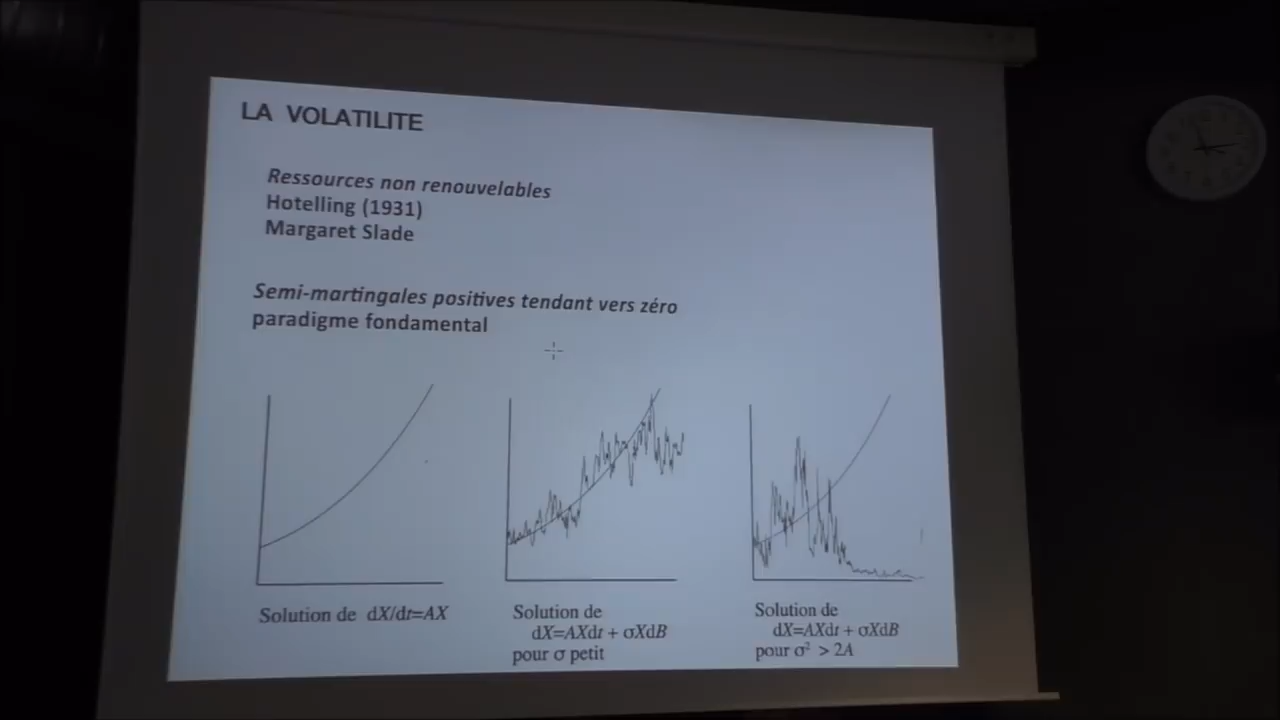 LA VOLATILITE
Ressources non renouvelables
Hotelling (1931)
Margaret Slade
Semi-martingales positives tendant vers zéro
paradigme fondamental
Solution de dX/dt=AX
Solution de
dX=AXdt + σXdB
pour σ petit
Solution de
dX=AXdt + σXdB
pour σ² > 2A